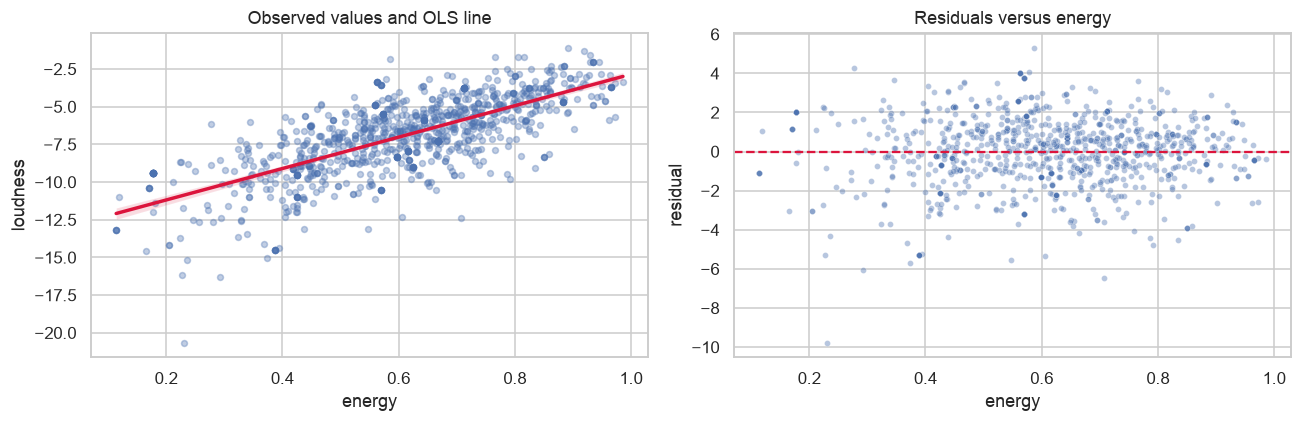 Observed values and OLS line
loudness
−2.5
−5.0
−7.5
−10.0
−12.5
−15.0
−17.5
−20.0
0.2 0.4 0.6 0.8 1.0
energy
Residuals versus energy
residual
6
4
2
0
−2
−4
−6
−8
−10
0.2 0.4 0.6 0.8 1.0
energy